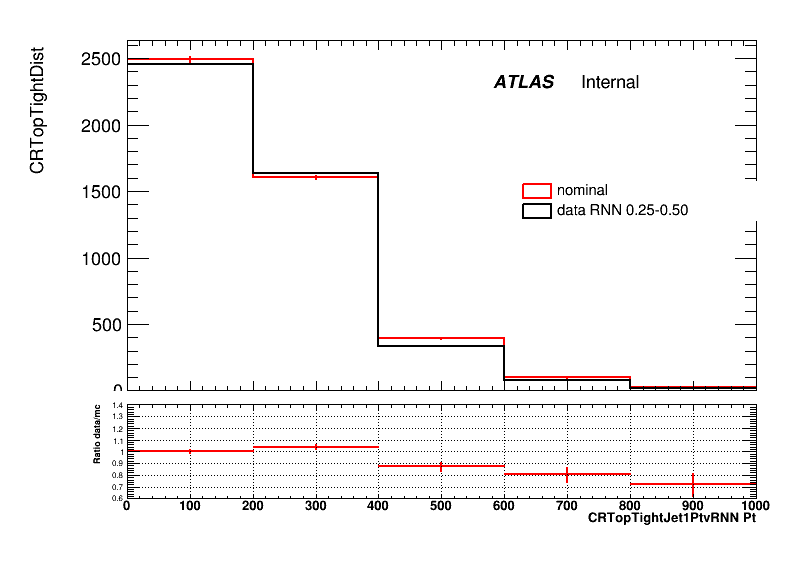 CRTopTightDist
2500
2000
1500
1000
500
0
ATLAS Internal
nominal
data RNN 0.25-0.50
Ratio data/mc
1.4
1.3
1.2
1.1
1
0.9
0.8
0.7
0.6
0 100 200 300 400 500 600 700 800 900 1000
CRTopTightJet1PtvRNN Pt